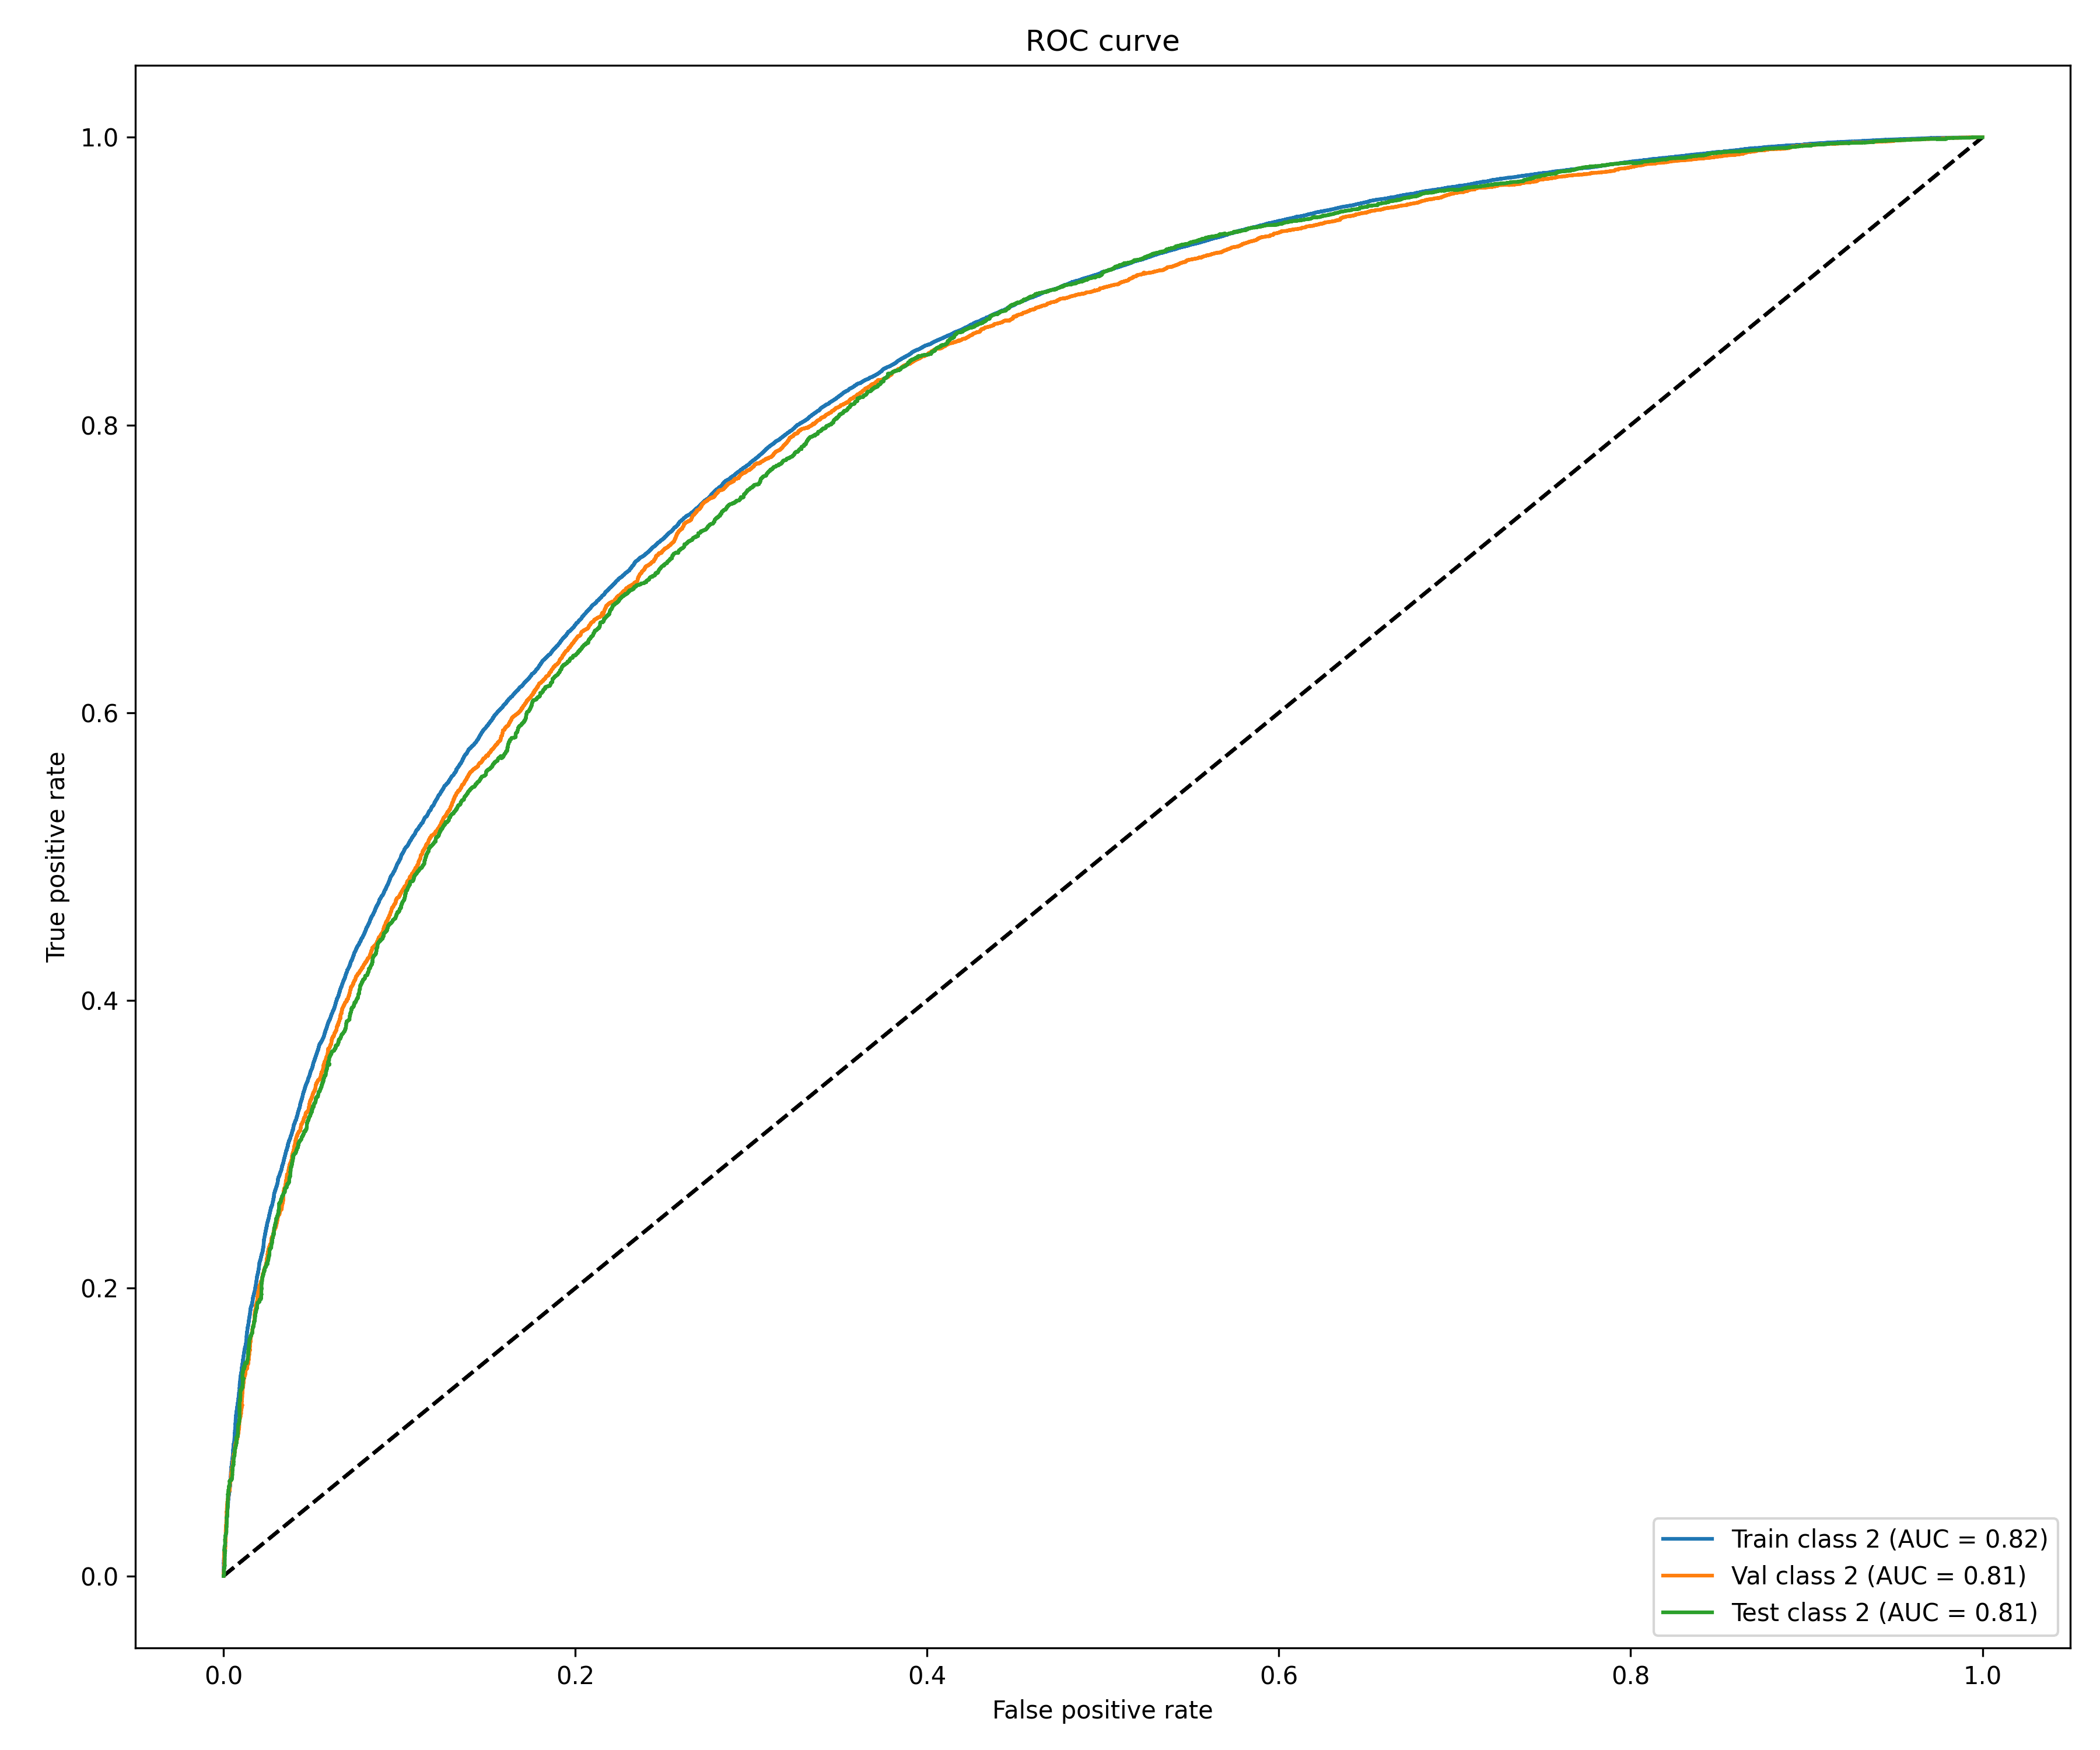 ROC curve
1.0
0.8
0.6
0.4
0.2
0.0
True positive rate
0.0 0.2 0.4 0.6 0.8 1.0
False positive rate
Train class 2 (AUC = 0.82)
Val class 2 (AUC = 0.81)
Test class 2 (AUC = 0.81)